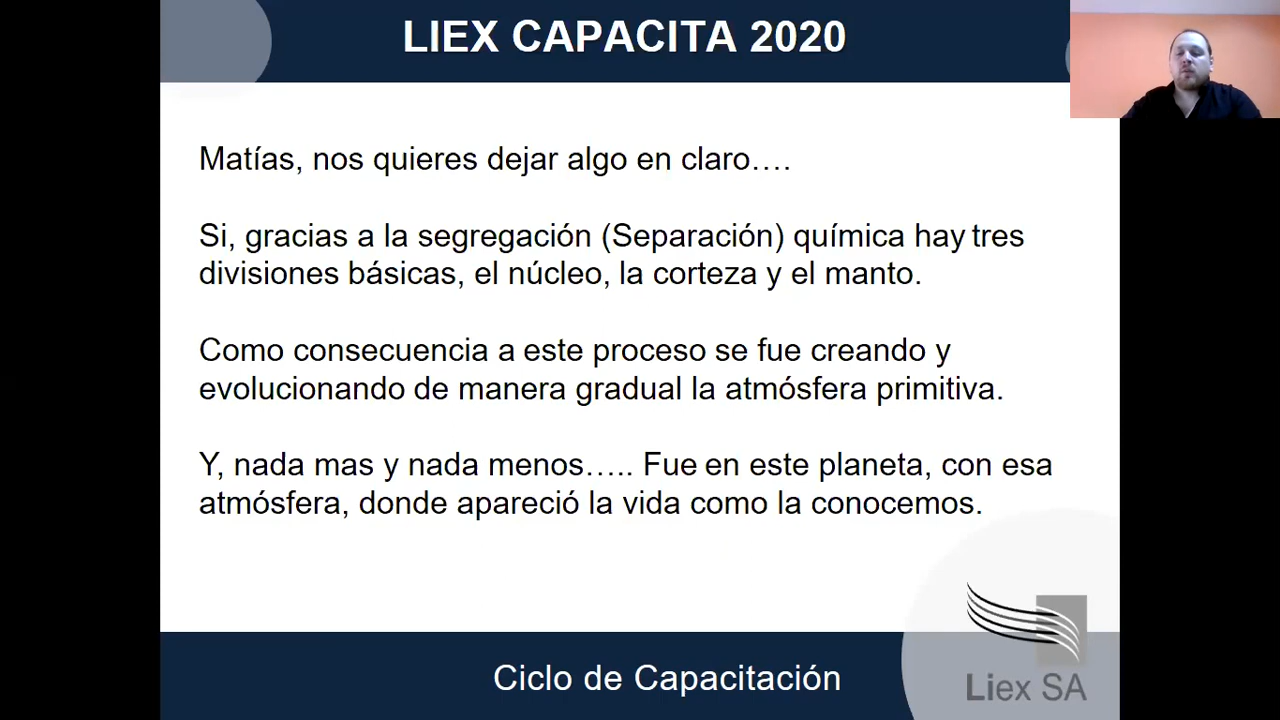 LIEX CAPACITA 2020
Matías, nos quieres dejar algo en claro….
Si, gracias a la segregación (Separación) química hay tres
divisiones básicas, el núcleo, la corteza y el manto.
Como consecuencia a este proceso se fue creando y
evolucionando de manera gradual la atmósfera primitiva.
Y, nada mas y nada menos….. Fue en este planeta, con esa
atmósfera, donde apareció la vida como la conocemos.
Ciclo de Capacitación
Liex SA